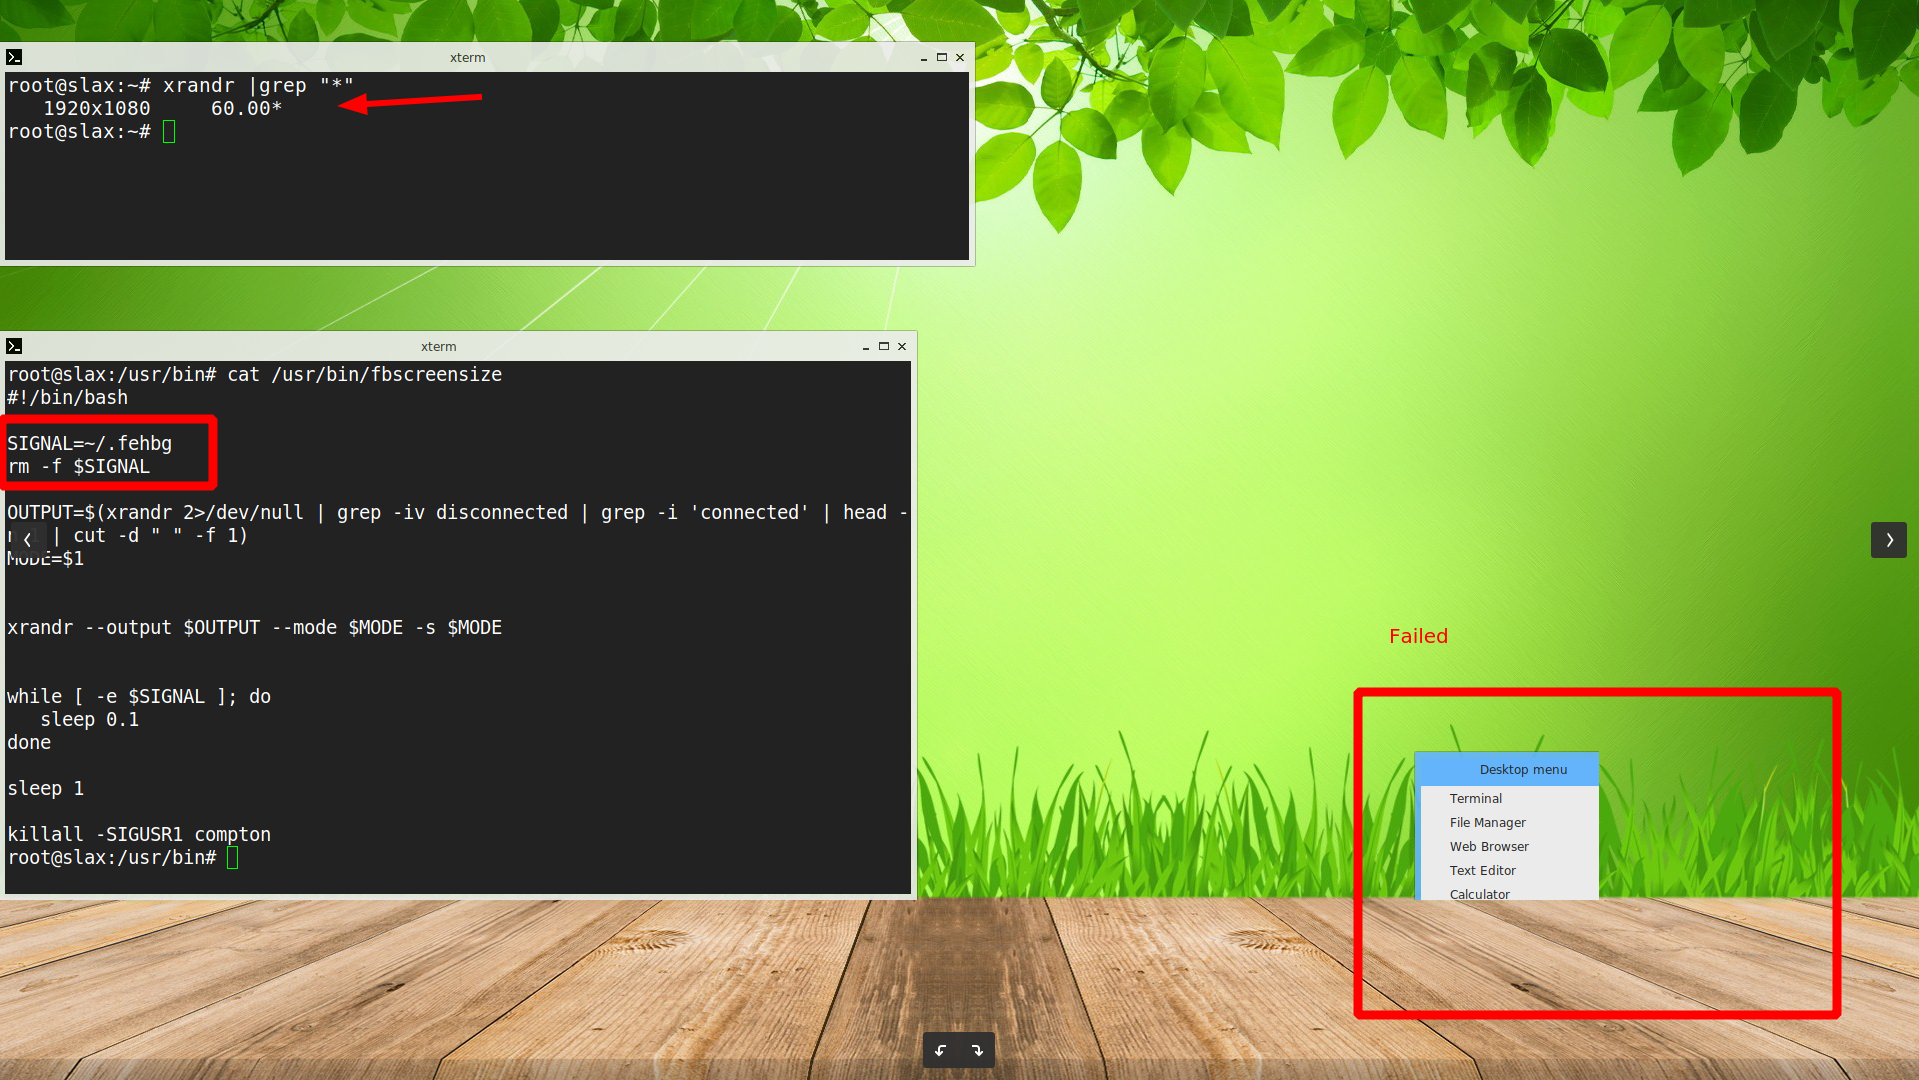 xterm
root@slax:~# xrandr |grep "*"
1920x1080 60.00*
root@slax:~#
xterm
root@slax:/usr/bin# cat /usr/bin/fbscreensize
#!/bin/bash
SIGNAL=~/.fehbg
rm -f $SIGNAL
OUTPUT=$(xrandr 2>/dev/null | grep -iv disconnected | grep -i 'connected' | head -
| cut -d " " -f 1)
MODE=$1
xrandr --output $OUTPUT --mode $MODE -s $MODE
while [ -e $SIGNAL ]; do
sleep 0.1
done
sleep 1
killall -SIGUSR1 compton
root@slax:/usr/bin#
Failed
Desktop menu
Terminal
File Manager
Web Browser
Text Editor
Calculator